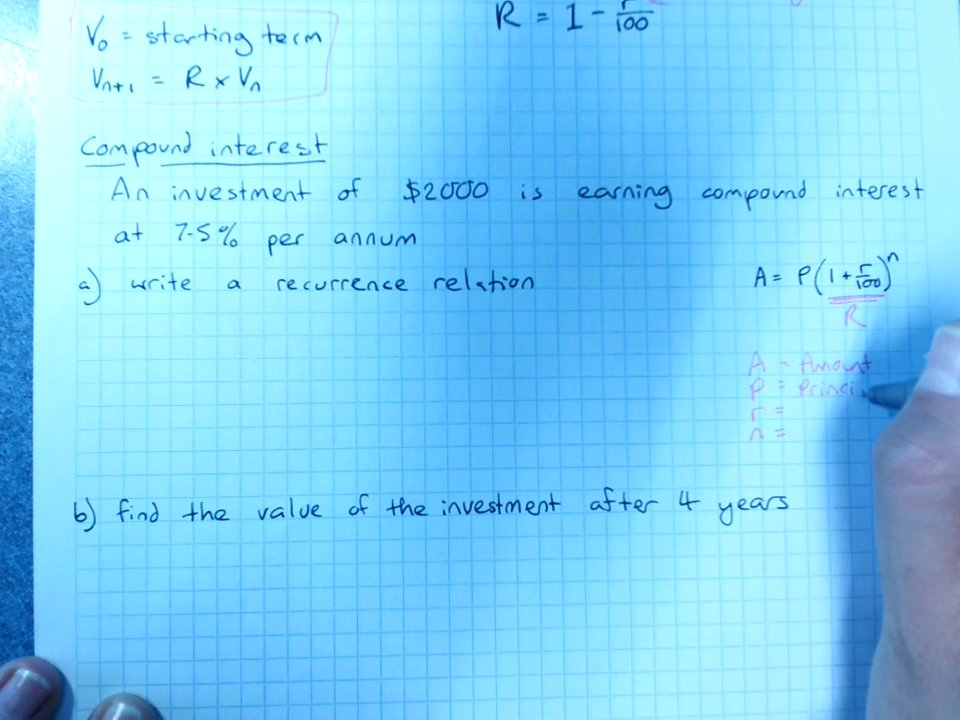 R = 1 - r/100
V₀ = starting term
Vₙ₊₁ = R × Vₙ
Compound interest
An investment of $2000 is earning compound interest
at 7.5% per annum
a) write a recurrence relation
A = P(1 + r/100)ⁿ
R
A = Amount
P = Princi
r =
n =
b) find the value of the investment after 4 years